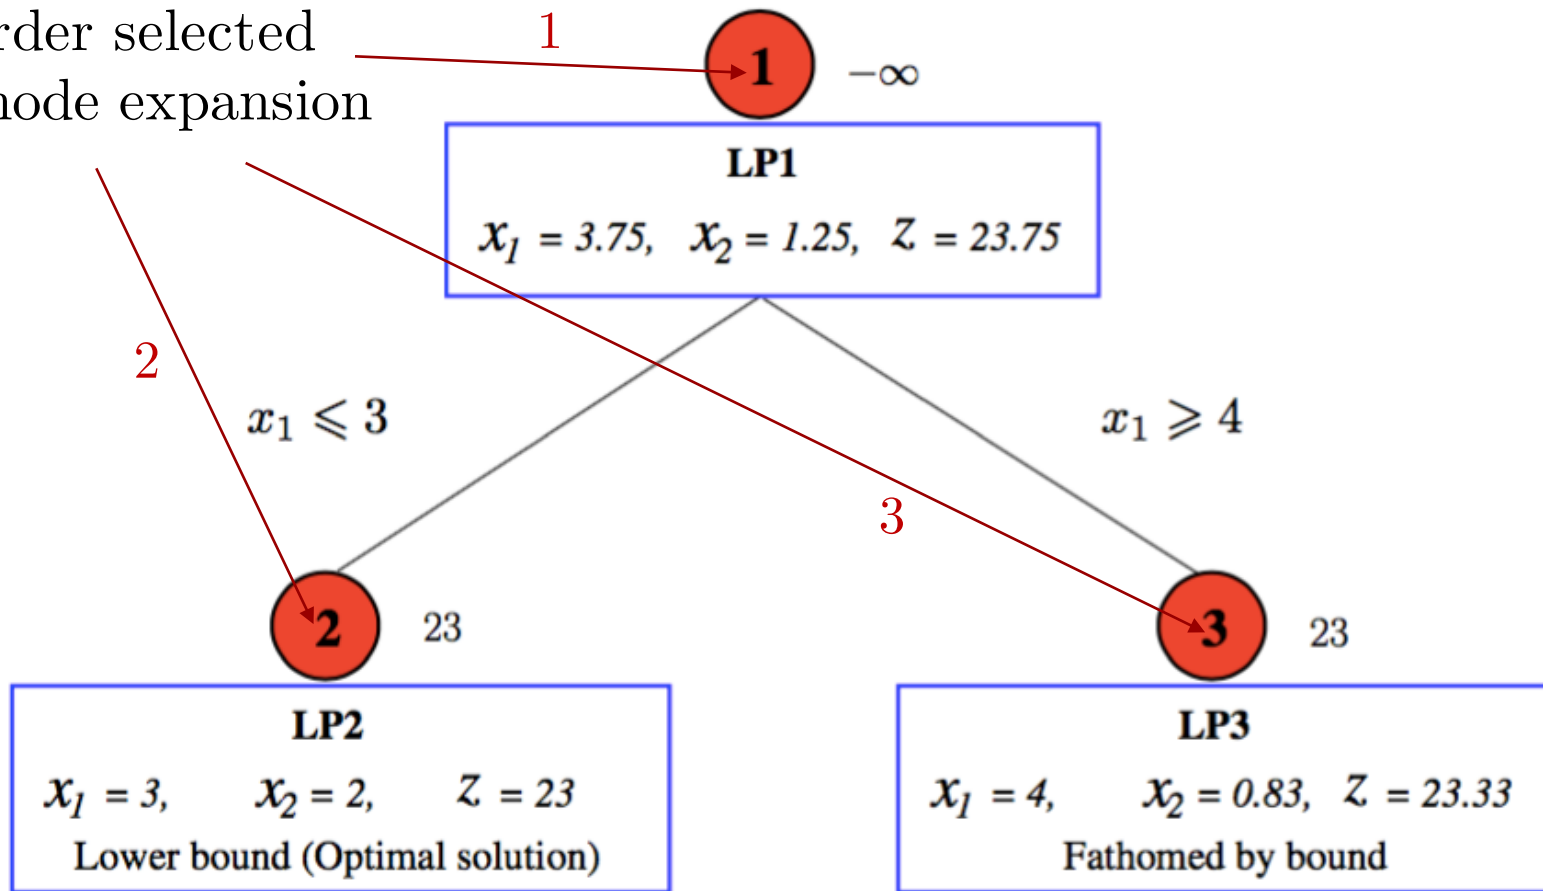 rder selected
node expansion
1
1
−∞
LP1
x1 = 3.75, x2 = 1.25, z = 23.75
2
x1 ⩽ 3
x1 ⩾ 4
3
2
23
3
23
LP2
x1 = 3, x2 = 2, z = 23
Lower bound (Optimal solution)
LP3
x1 = 4, x2 = 0.83, z = 23.33
Fathomed by bound